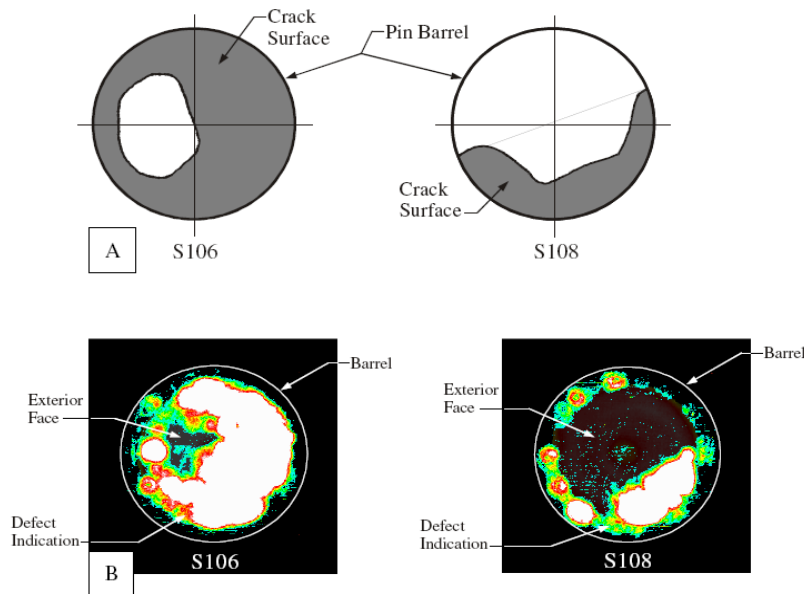 Crack
Surface
Pin Barrel
Crack
Surface
A
S106
S108
Barrel
Exterior
Face
Defect
Indication
S106
B
Barrel
Exterior
Face
Defect
Indication
S108